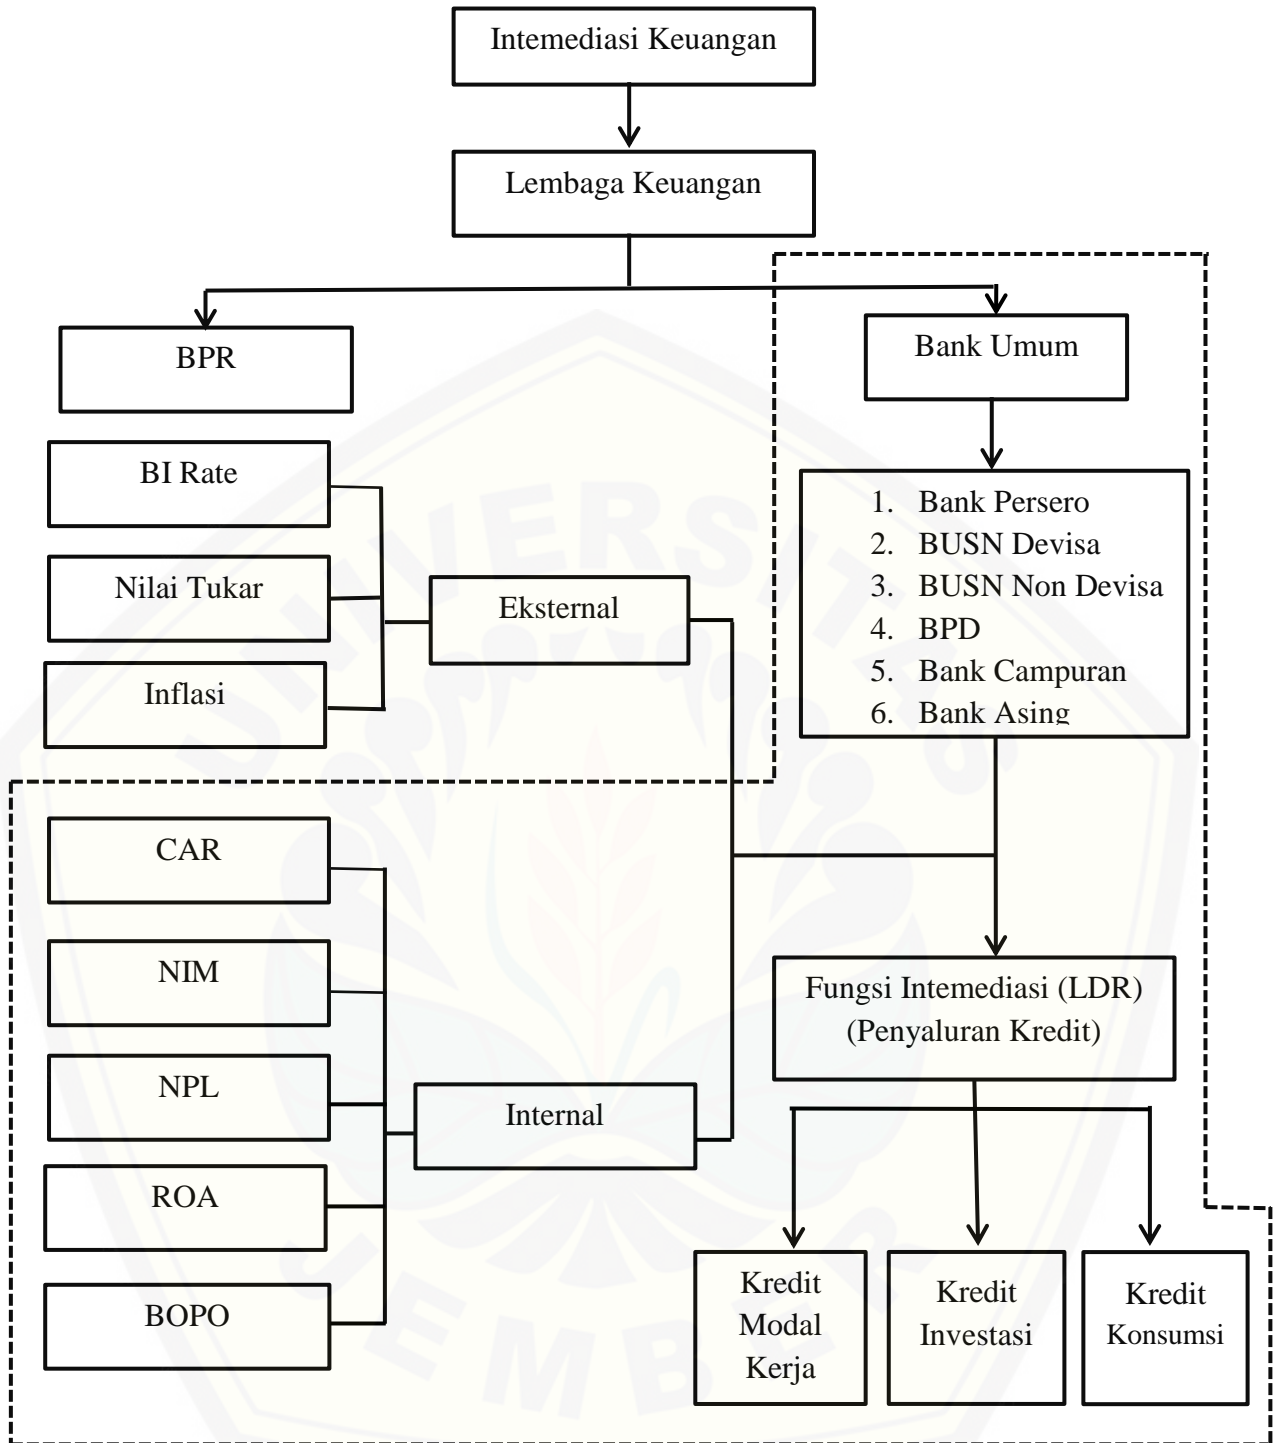 Intemediasi Keuangan
Lembaga Keuangan
BPR
Bank Umum
BI Rate
Nilai Tukar
Inflasi
Eksternal
1. Bank Persero
2. BUSN Devisa
3. BUSN Non Devisa
4. BPD
5. Bank Campuran
6. Bank Asing
CAR
NIM
NPL
ROA
BOPO
Internal
Fungsi Intemediasi (LDR)
(Penyaluran Kredit)
Kredit
Modal
Kerja
Kredit
Investasi
Kredit
Konsumsi
UNIVERSITAS
JEMBER